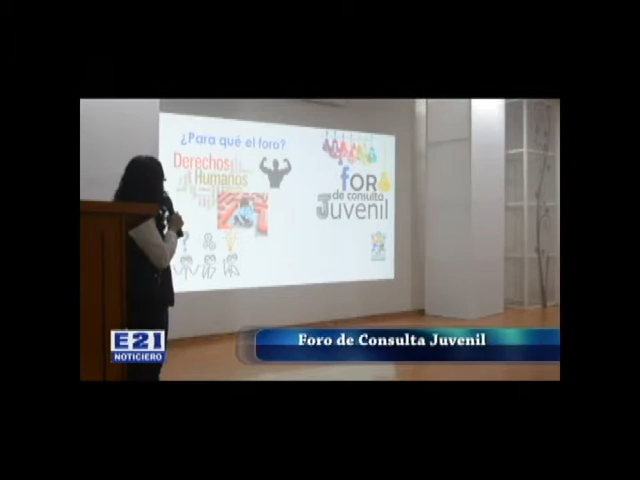 ¿Para qué el foro?
Derechos
Humanos
foro
de consulta
Juvenil
?
E21
NOTICIERO
Foro de Consulta Juvenil